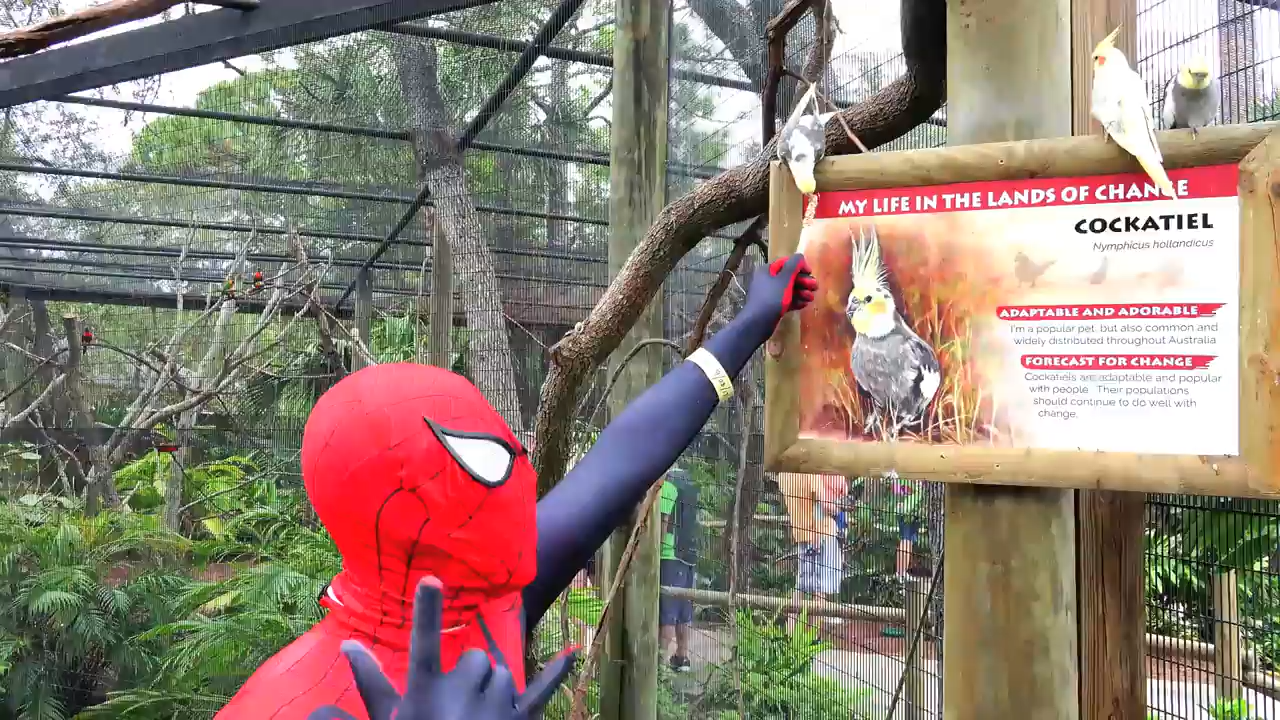 MY LIFE IN THE LANDS OF CHANGE
COCKATIEL
Nymphicus hollandicus
ADAPTABLE AND ADORABLE
I'm a popular pet, but also common and
widely distributed throughout Australia
FORECAST FOR CHANGE
Cockatiels are adaptable and popular
with people. Their populations
should continue to do well with
change.